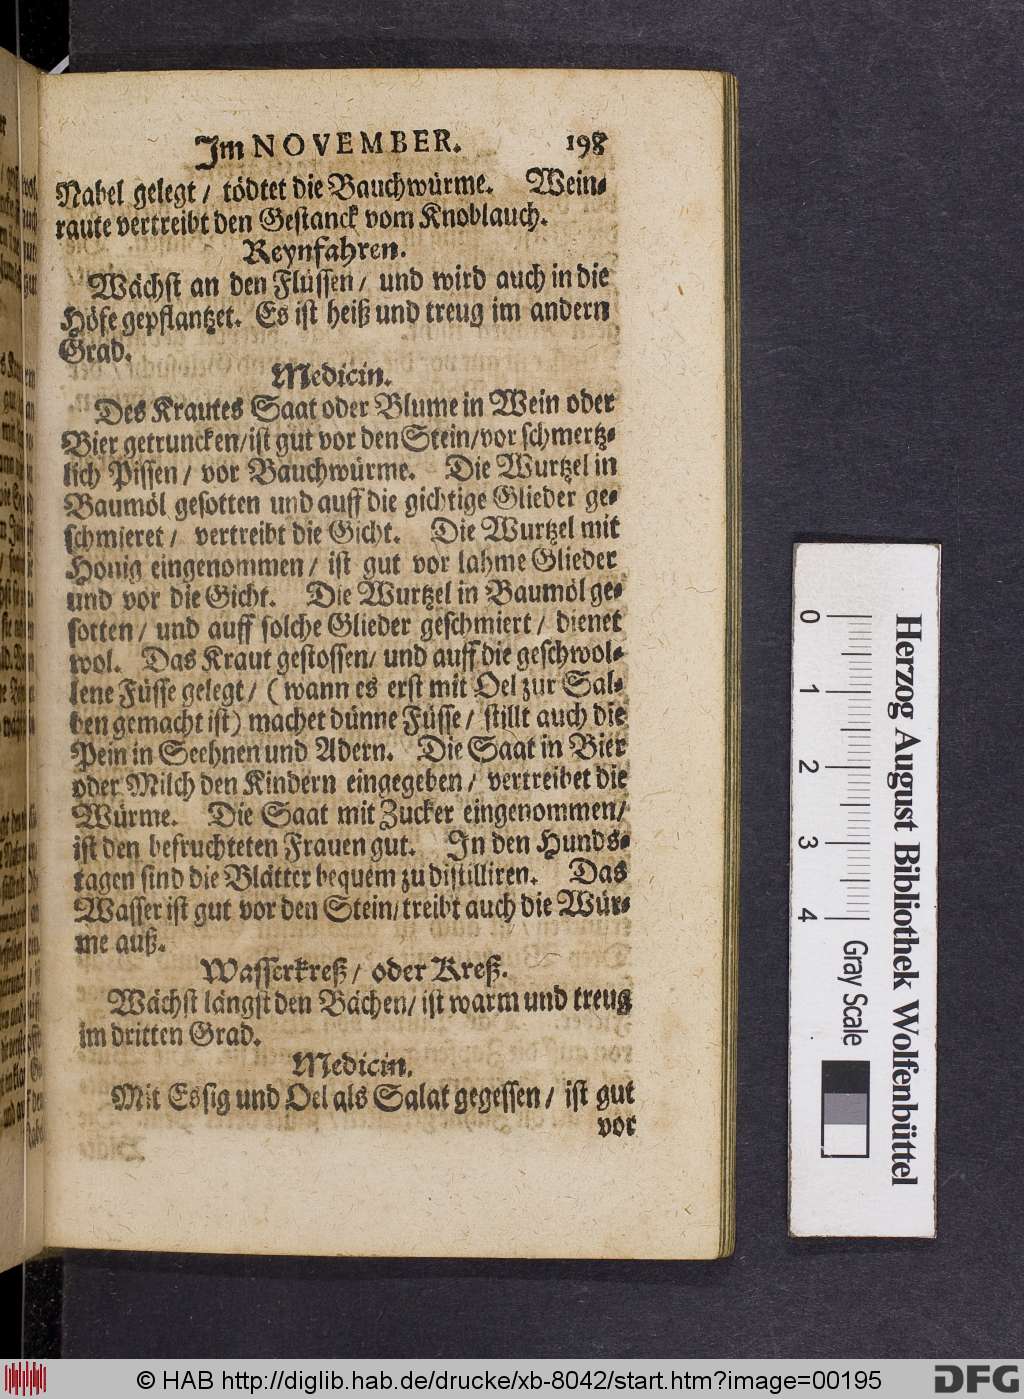 Im NOVEMBER. 198
Nabel gelegt / tödtet die Bauchwürme. Wein-
raute vertreibt den Gestanck vom Knoblauch.
Reynfahren.
Wächst an den Flüssen / und wird auch in die
Höfe gepflantzet. Es ist heiß und treug im andern
Grad.
Medicin.
Des Krautes Saat oder Blume in Wein oder
Bier getruncken/ist gut vor den Stein/vor schmertz-
lich Pissen / vor Bauchwürme. Die Wurtzel in
Baumöl gesotten und auff die gichtige Glieder ge-
schmieret / vertreibt die Gicht. Die Wurtzel mit
Honig eingenommen / ist gut vor lahme Glieder
und vor die Gicht. Die Wurtzel in Baumöl ge-
sotten / und auff solche Glieder geschmiert / dienet
wol. Das Kraut gestossen/ und auff die geschwol-
lene Füsse gelegt / ( wann es erst mit Oel zur Sal-
ben gemacht ist) machet dünne Füsse / stillt auch die
Pein in Seehnen und Adern. Die Saat in Bier
oder Milch den Kindern eingegeben / vertreibet die
Würme. Die Saat mit Zucker eingenommen/
ist den befruchteten Frauen gut. In den Hunds-
tagen sind die Blätter bequem zu distilliren. Das
Wasser ist gut vor den Stein/treibt auch die Wür-
me auß.
Wasserkreß / oder Kreß.
Wächst längst den Bächen/ ist warm und treug
im dritten Grad.
Medicin.
Mit Essig und Oel als Salat gegessen / ist gut
vor
0 1 2 3 4
Gray Scale
Herzog August Bibliothek Wolfenbüttel
© HAB http://diglib.hab.de/drucke/xb-8042/start.htm?image=00195
DFG